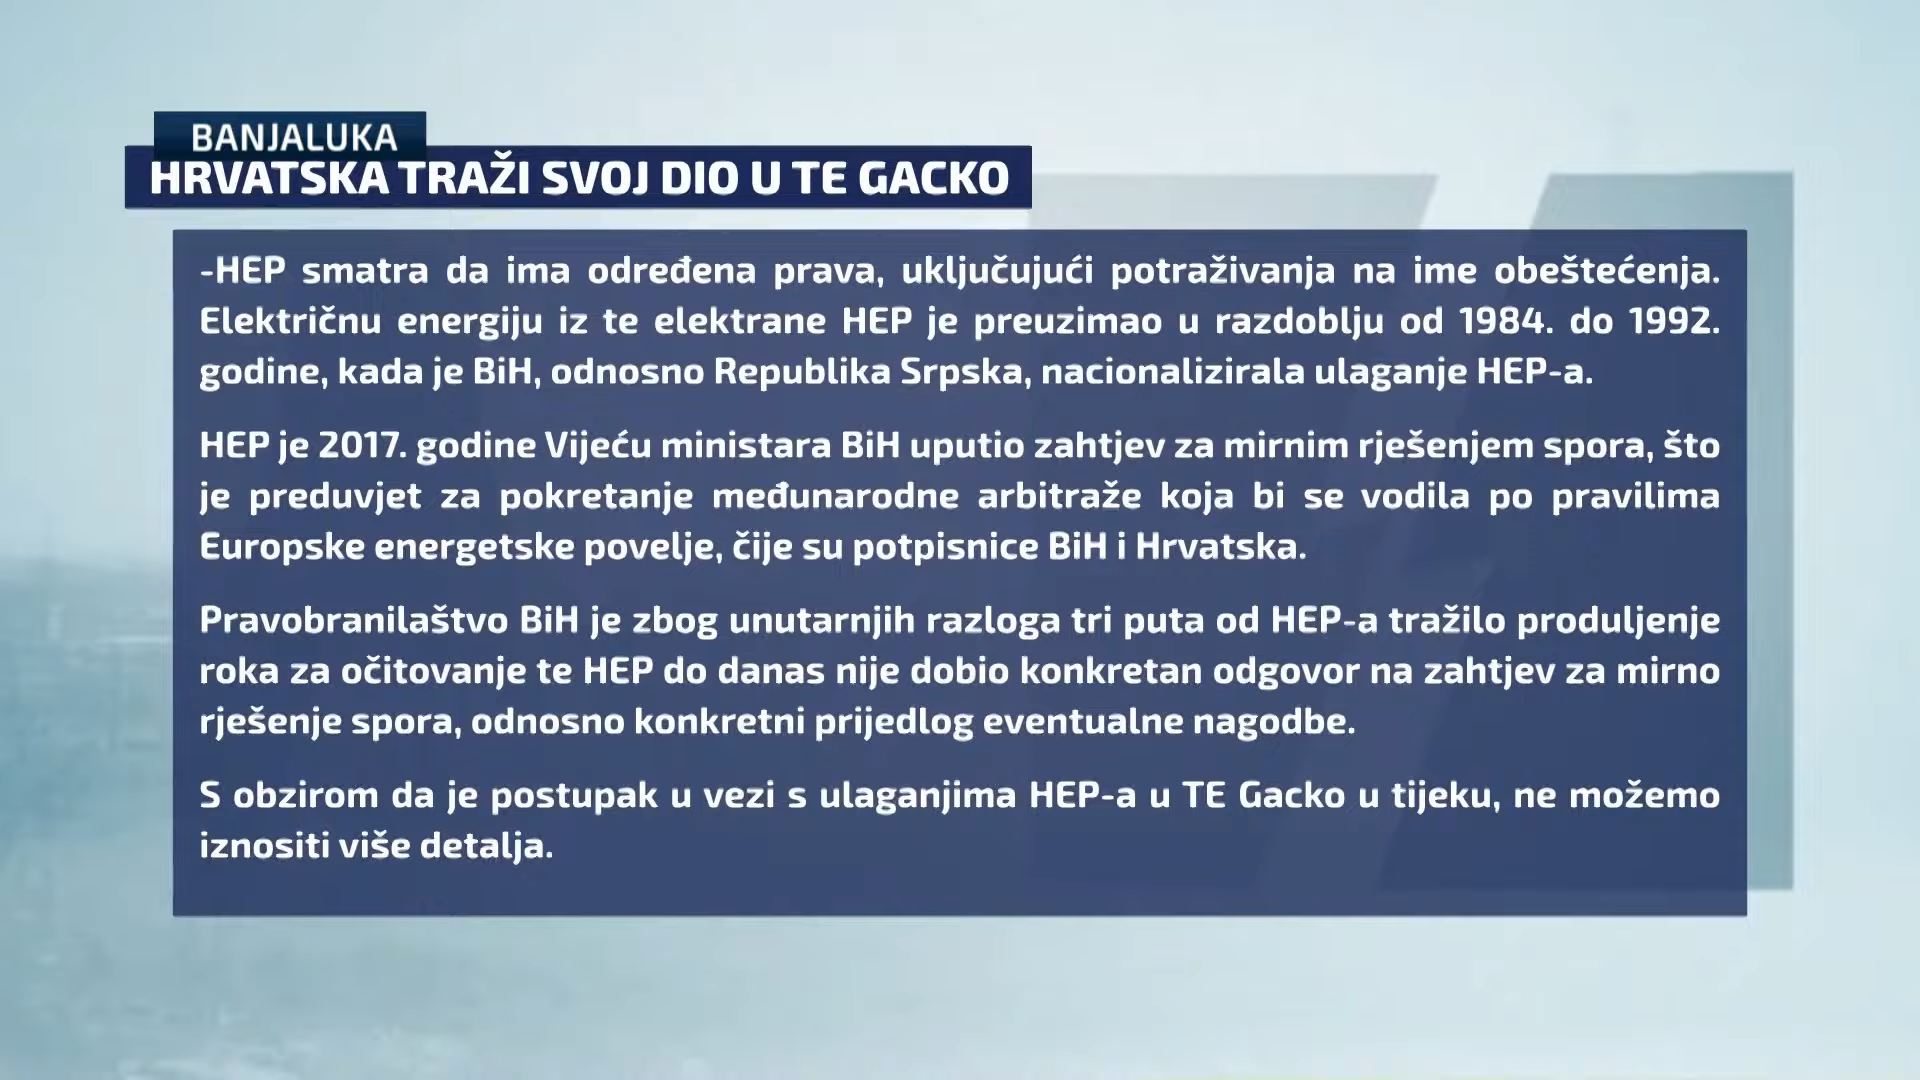 BANJALUKA
HRVATSKA TRAŽI SVOJ DIO U TE GACKO
-HEP smatra da ima određena prava, uključujući potraživanja na ime obeštećenja.
Električnu energiju iz te elektrane HEP je preuzimao u razdoblju od 1984. do 1992.
godine, kada je BiH, odnosno Republika Srpska, nacionalizirala ulaganje HEP-a.
HEP je 2017. godine Vijeću ministara BiH uputio zahtjev za mirnim rješenjem spora, što
je preduvjet za pokretanje međunarodne arbitraže koja bi se vodila po pravilima
Europske energetske povelje, čije su potpisnice BiH i Hrvatska.
Pravobranilaštvo BiH je zbog unutarnjih razloga tri puta od HEP-a tražilo produljenje
roka za očitovanje te HEP do danas nije dobio konkretan odgovor na zahtjev za mirno
rješenje spora, odnosno konkretni prijedlog eventualne nagodbe.
S obzirom da je postupak u vezi s ulaganjima HEP-a u TE Gacko u tijeku, ne možemo
iznositi više detalja.